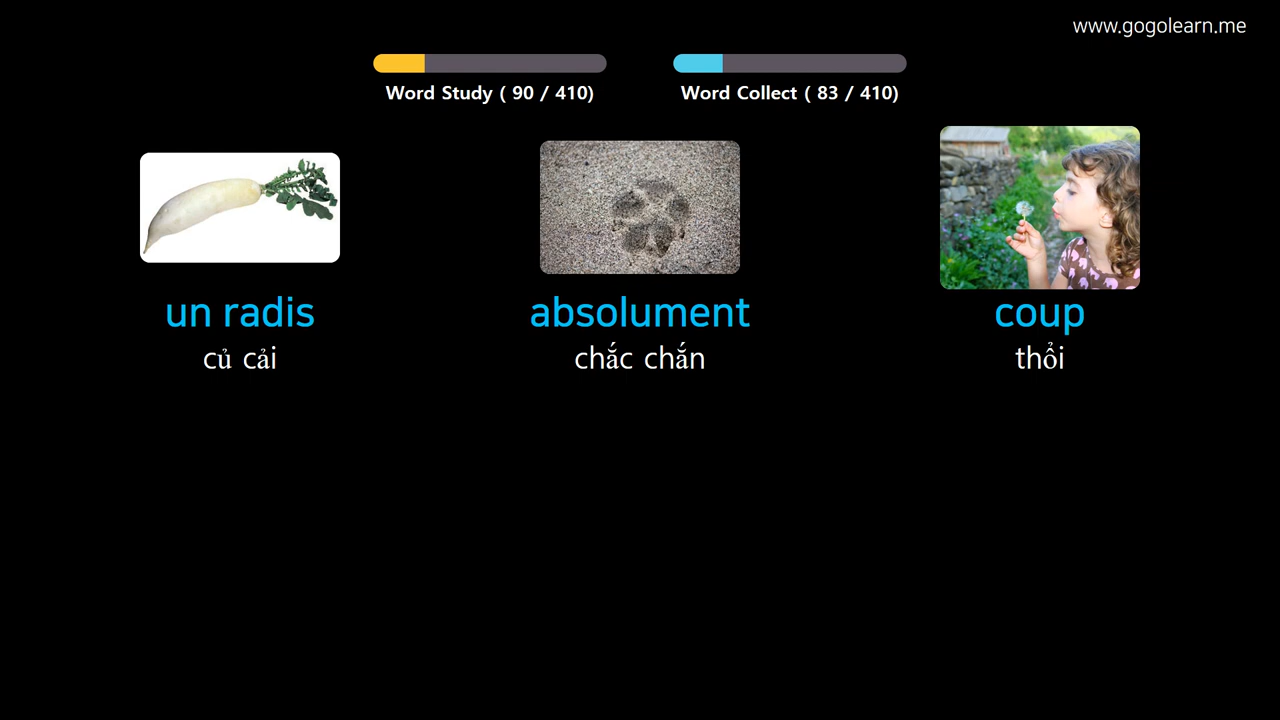 www.gogolearn.me
Word Study ( 90 / 410)
Word Collect ( 83 / 410)
un radis
củ cải
absolument
chắc chắn
coup
thổi